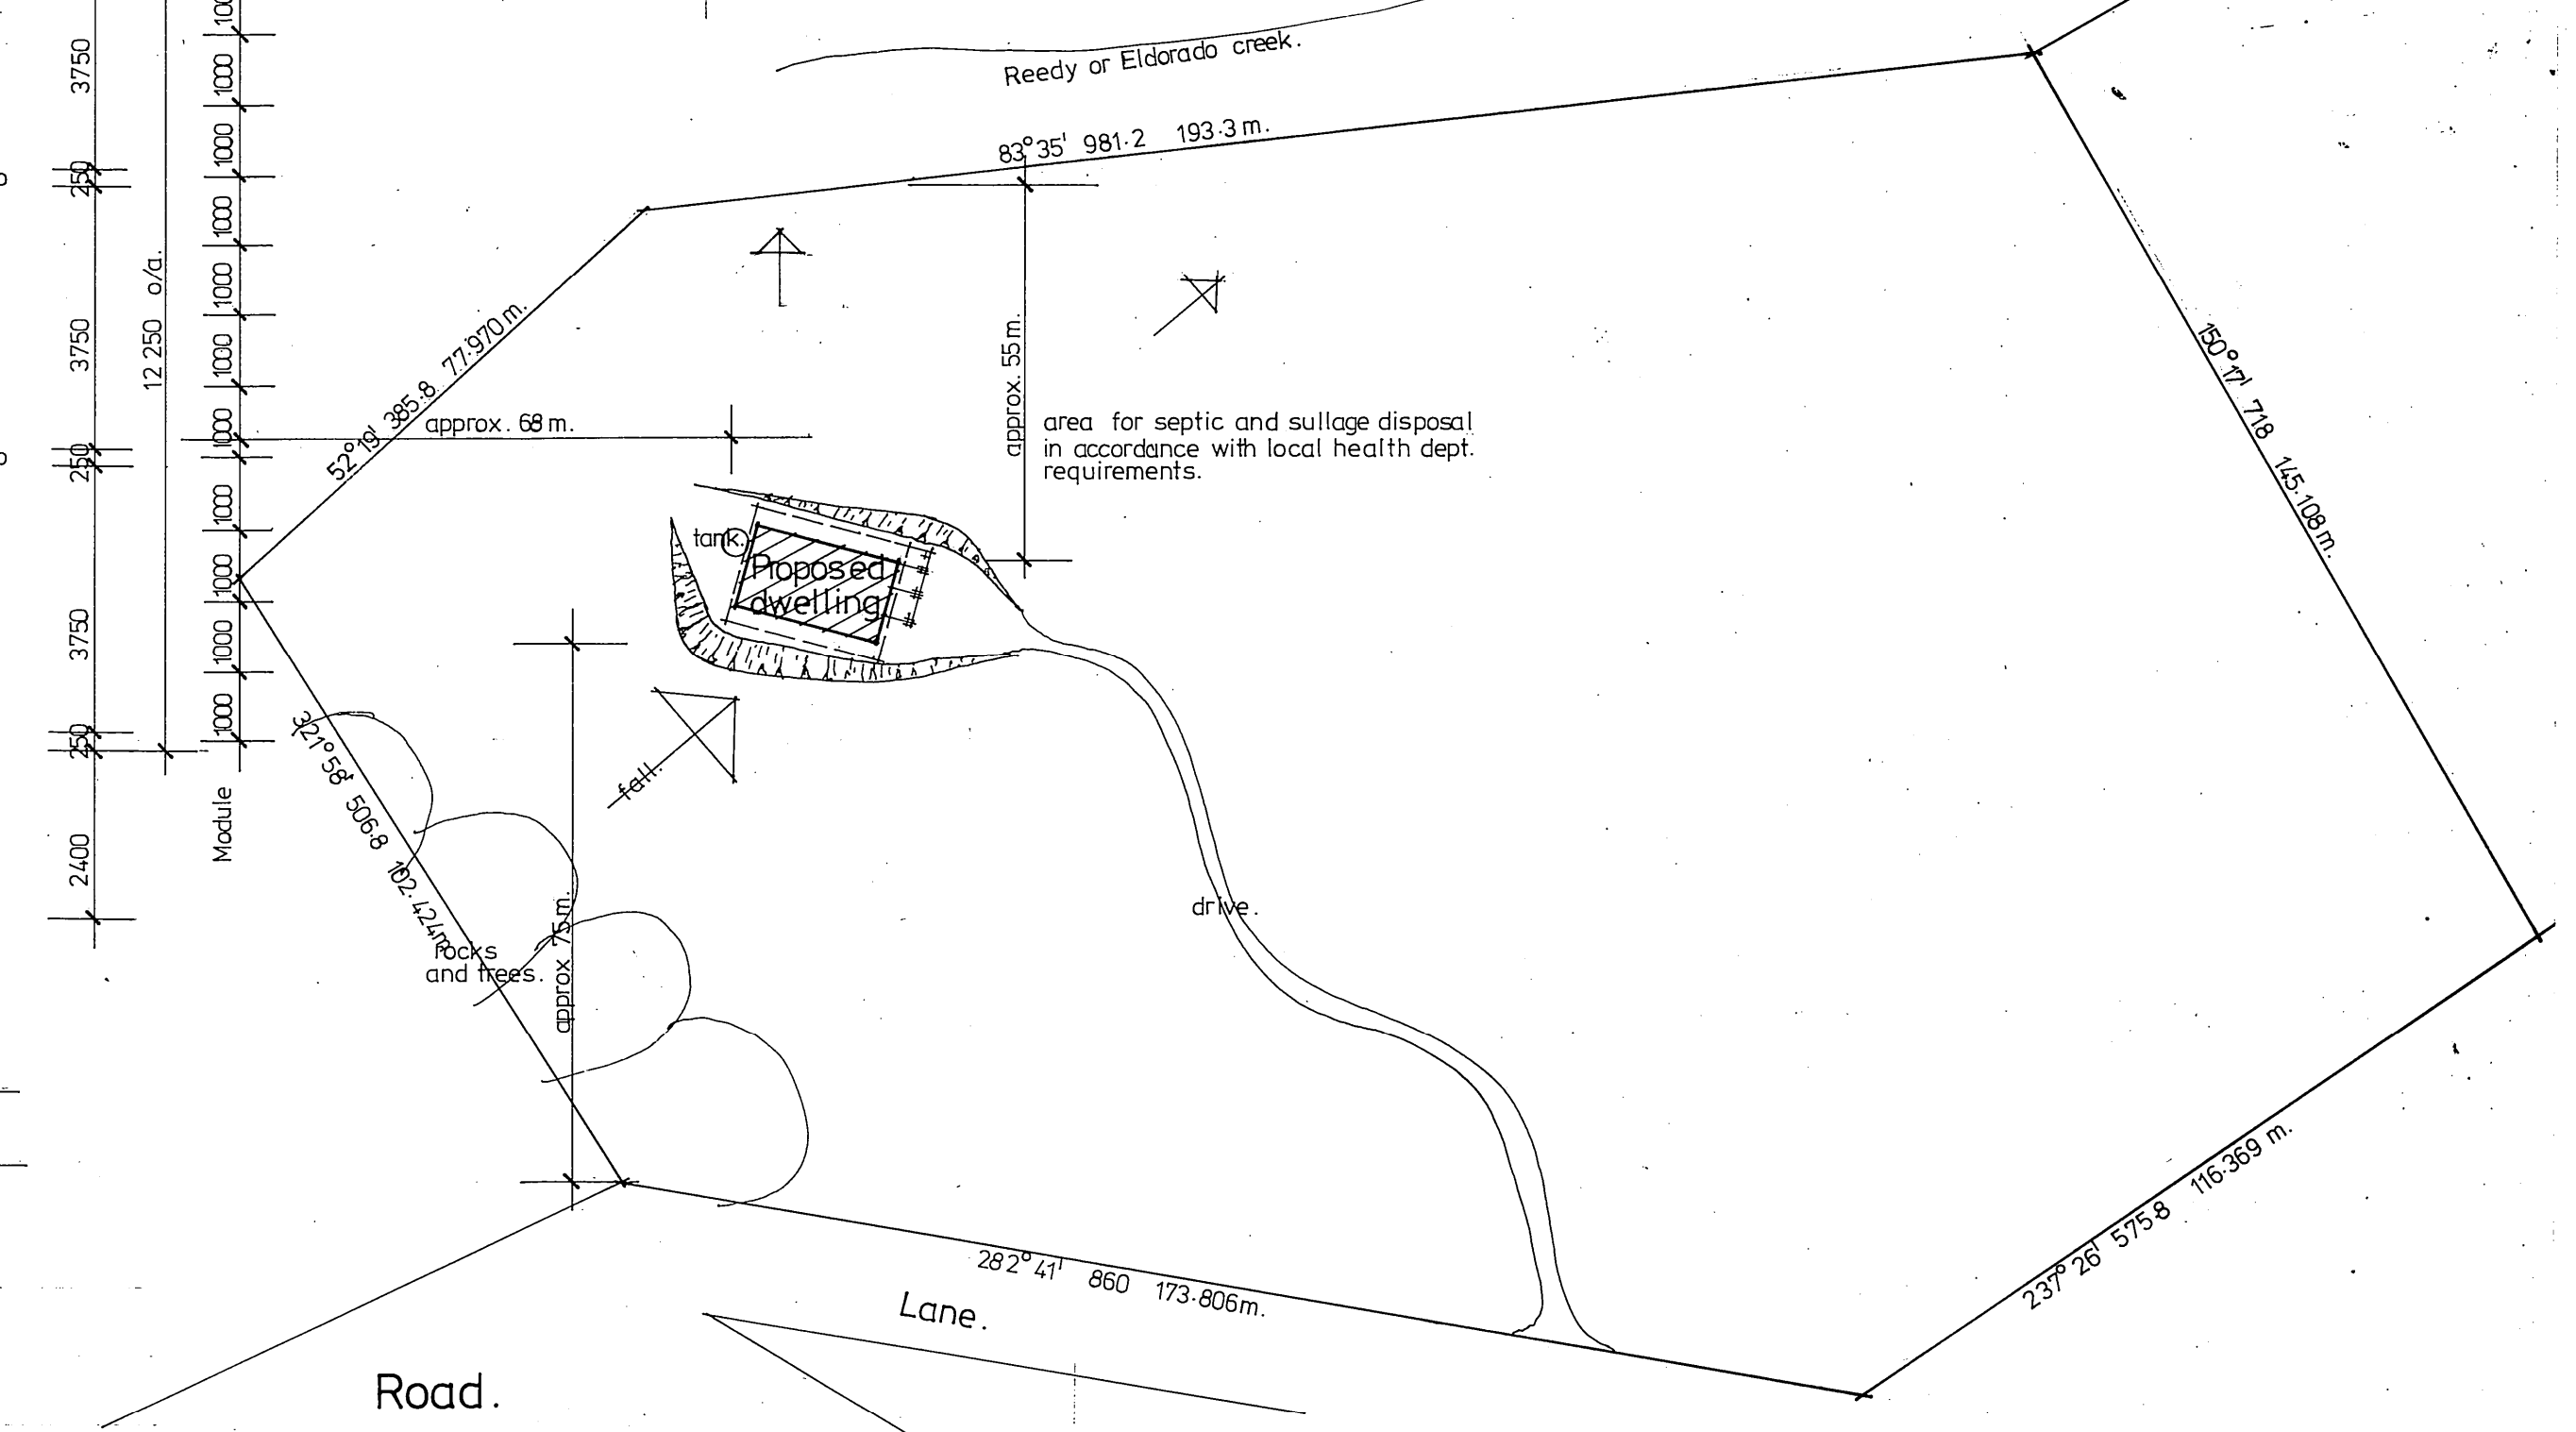 Reedy or Eldorado creek.
83°35' 981·2 193·3 m.
52°19' 385·8 77·970 m.
approx. 68 m.
approx. 55 m.
area for septic and sullage disposal
in accordance with local health dept.
requirements.
150°17' 718 145·108 m.
tank.
Proposed
dwelling
fall.
321°58' 506·8 102·424m
rocks
and trees.
approx 75 m.
drive.
282°41' 860 173·806m.
237°26' 575·8 116·369 m.
Lane.
Road.
3750
250
3750
250
3750
250
2400
12 250 o/a.
1000
1000
1000
1000
1000
1000
1000
1000
1000
1000
Module